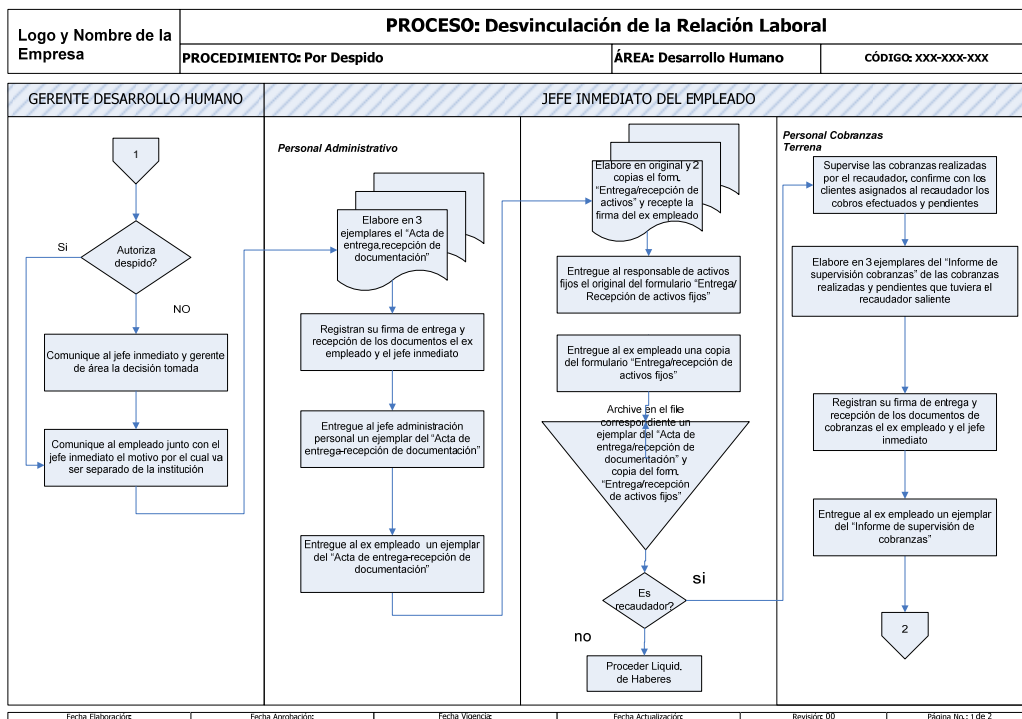 Logo y Nombre de la
Empresa
PROCESO: Desvinculación de la Relación Laboral
PROCEDIMIENTO: Por Despido
ÁREA: Desarrollo Humano
CÓDIGO: XXX-XXX-XXX
GERENTE DESARROLLO HUMANO
JEFE INMEDIATO DEL EMPLEADO
1
Autoriza
despido?
Si
NO
Comunique al jefe inmediato y gerente
de área la decisión tomada
Comunique al empleado junto con el
jefe inmediato el motivo por el cual va
ser separado de la institución
Personal Administrativo
Elabore en 3
ejemplares el “Acta de
entrega,recepción de
documentación”
Registran su firma de entrega y
recepción de los documentos el ex
empleado y el jefe inmediato
Entregue al jefe administración
personal un ejemplar del “Acta de
entrega-recepción de documentación”
Entregue al ex empleado un ejemplar
del “Acta de entrega-recepción de
documentación”
Elabore en original y 2
copias el form.
“Entrega/recepción de
activos” y recepte la
firma del ex empleado
Entregue al responsable de activos
fijos el original del formulario “Entrega/
Recepción de activos fijos”
Entregue al ex empleado una copia
del formulario “Entrega/recepción de
activos fijos”
Archive en el file
correspondiente un
ejemplar del “Acta de
entrega/recepción de
documentación” y
copia del form.
“Entrega/recepción
de activos fijos”
Es
recaudador?
si
no
Proceder Liquid.
de Haberes
Personal Cobranzas
Terrena
Supervise las cobranzas realizadas
por el recaudador, confirme con los
clientes asignados al recaudador los
cobros efectuados y pendientes
Elabore en 3 ejemplares del “Informe de
supervisión cobranzas” de las cobranzas
realizadas y pendientes que tuviera el
recaudador saliente
Registran su firma de entrega y
recepción de los documentos de
cobranzas el ex empleado y el jefe
inmediato
Entregue al ex empleado un ejemplar
del “Informe de supervisión de
cobranzas”
2
Fecha Elaboración:
Fecha Aprobación:
Fecha Vigencia:
Fecha Actualización:
Revisión: 00
Página No.: 1 de 2